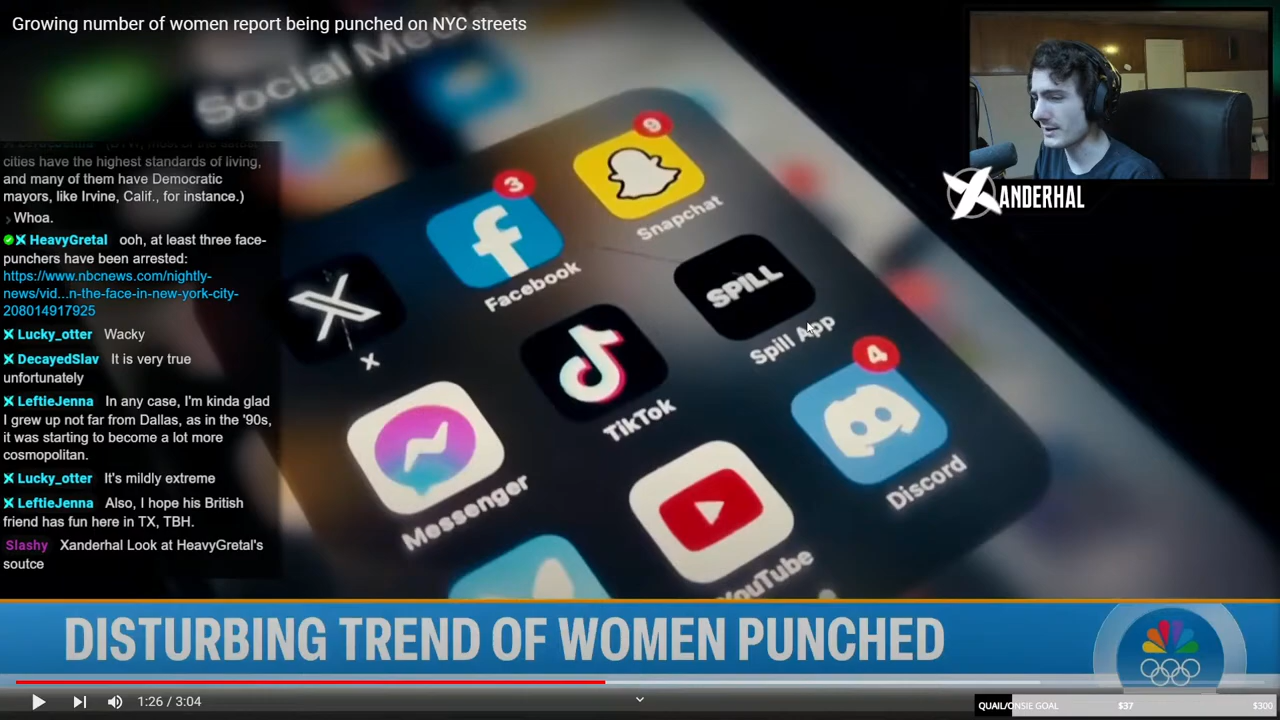 Growing number of women report being punched on NYC streets
Social Media
9
3
Snapchat
Facebook
X
SPILL
Spill App
TikTok
4
Messenger
Discord
YouTube
ANDERHAL
cities have the highest standards of living,
and many of them have Democratic
mayors, like Irvine, Calif., for instance.)
Whoa.
HeavyGretal ooh, at least three face-
punchers have been arrested:
https://www.nbcnews.com/nightly-
news/vid...n-the-face-in-new-york-city-
208014917925
Lucky_otter Wacky
DecayedSlav It is very true
unfortunately
LeftieJenna In any case, I'm kinda glad
I grew up not far from Dallas, as in the '90s,
it was starting to become a lot more
cosmopolitan.
Lucky_otter It's mildly extreme
LeftieJenna Also, I hope his British
friend has fun here in TX, TBH.
Slashy Xanderhal Look at HeavyGretal's
soutce
DISTURBING TREND OF WOMEN PUNCHED
1:26 / 3:04
QUAIL/ONSIE GOAL $37 $300